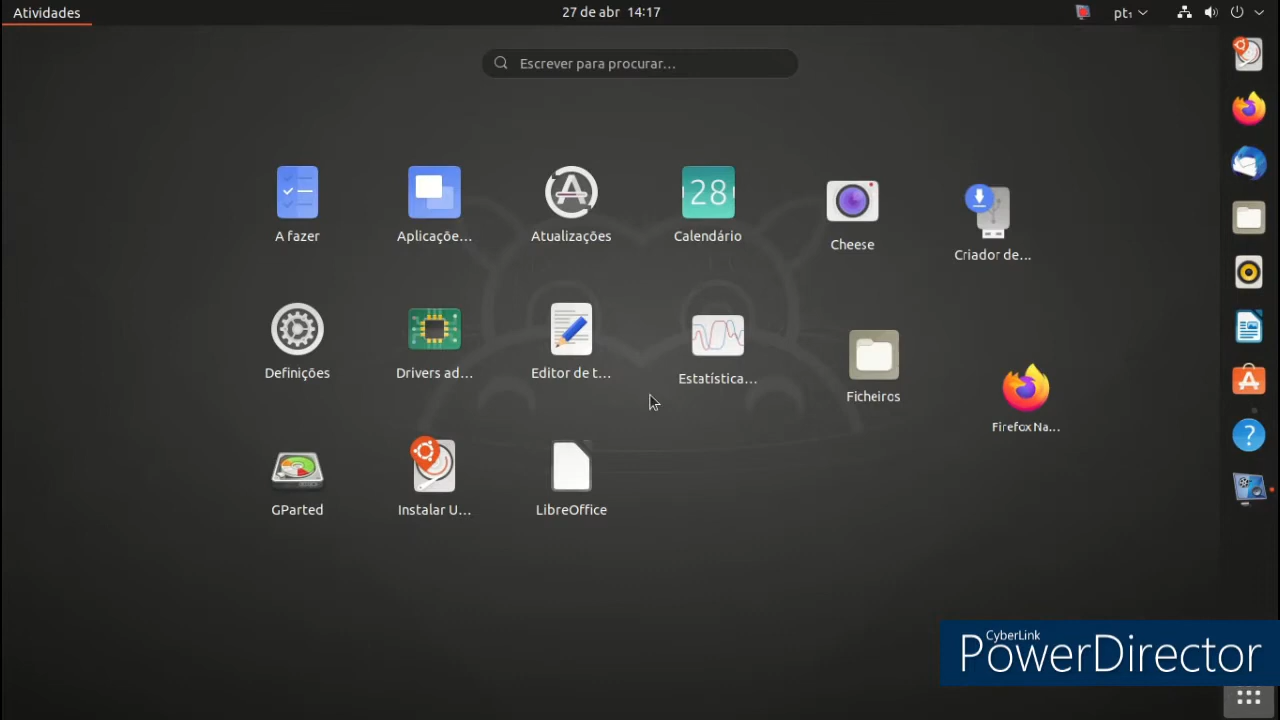 Atividades
27 de abr 14:17
pt₁
Escrever para procurar...
A fazer
Aplicaçõe...
Atualizações
28
Calendário
Cheese
Criador de...
Definições
Drivers ad...
Editor de t...
Estatística...
Ficheiros
Firefox Na...
GParted
Instalar U...
LibreOffice
CyberLink
PowerDirector